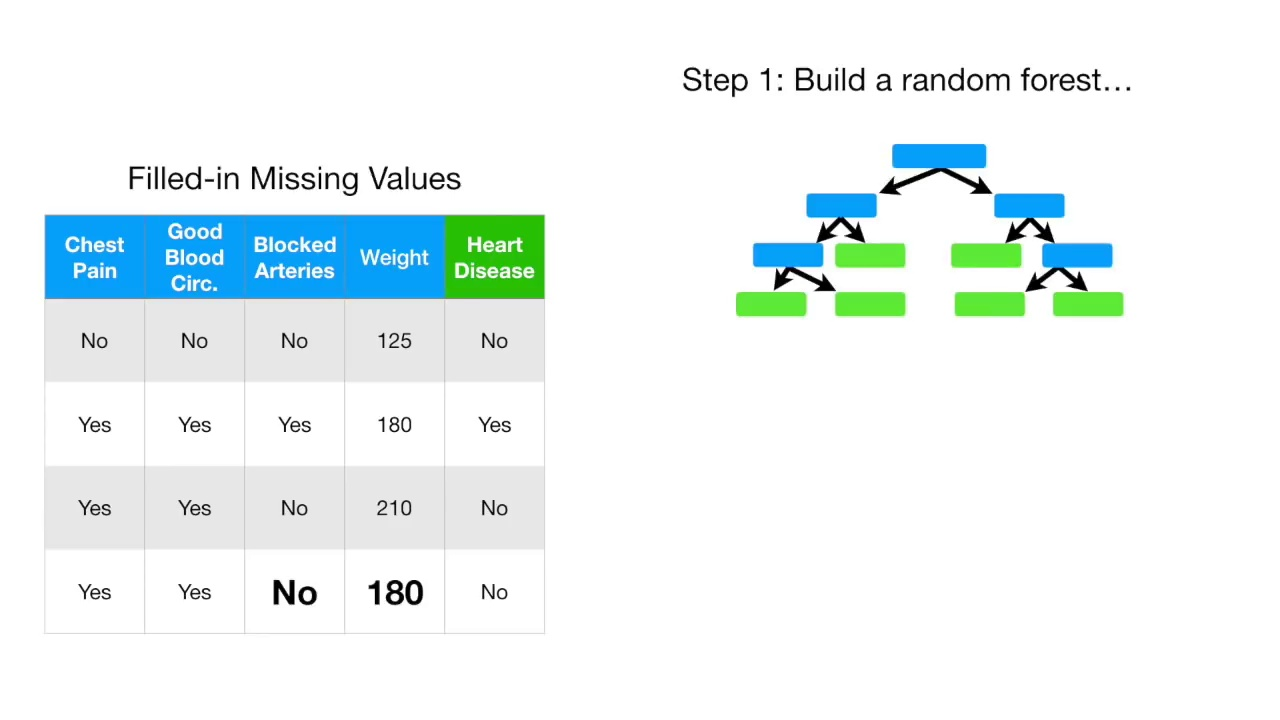 Step 1: Build a random forest…
Filled-in Missing Values
Chest Pain
Good Blood Circ.
Blocked Arteries
Weight
Heart Disease
No No No 125 No
Yes Yes Yes 180 Yes
Yes Yes No 210 No
Yes Yes No 180 No